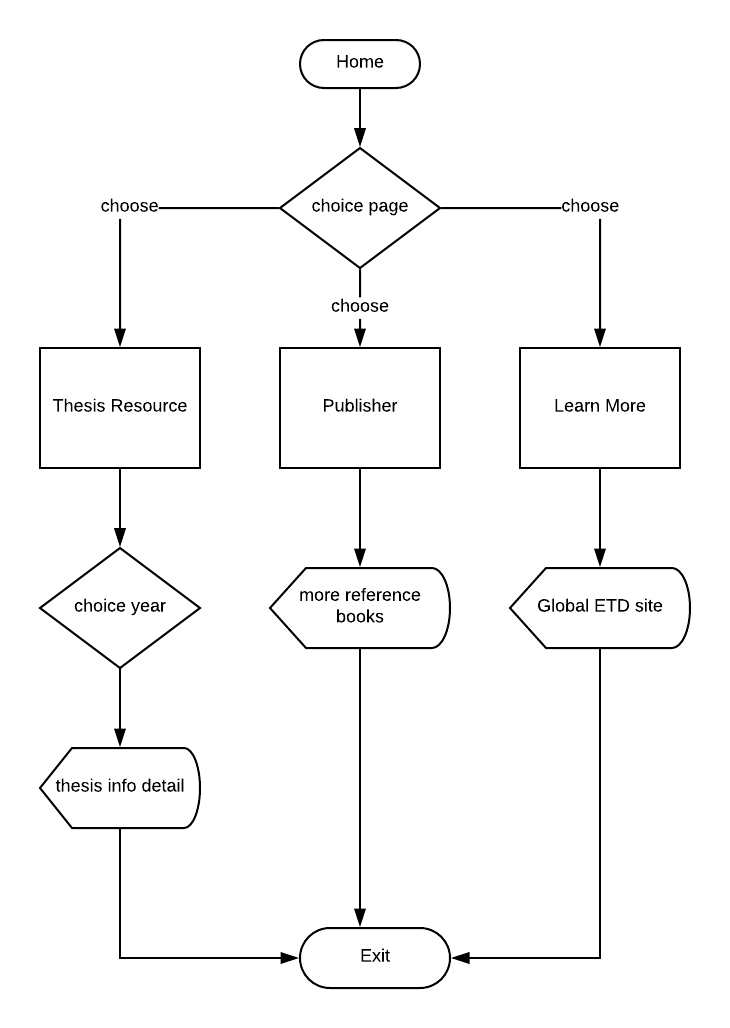 Home
choice page
choose
choose
choose
Thesis Resource
Publisher
Learn More
choice year
more reference
books
Global ETD site
thesis info detail
Exit